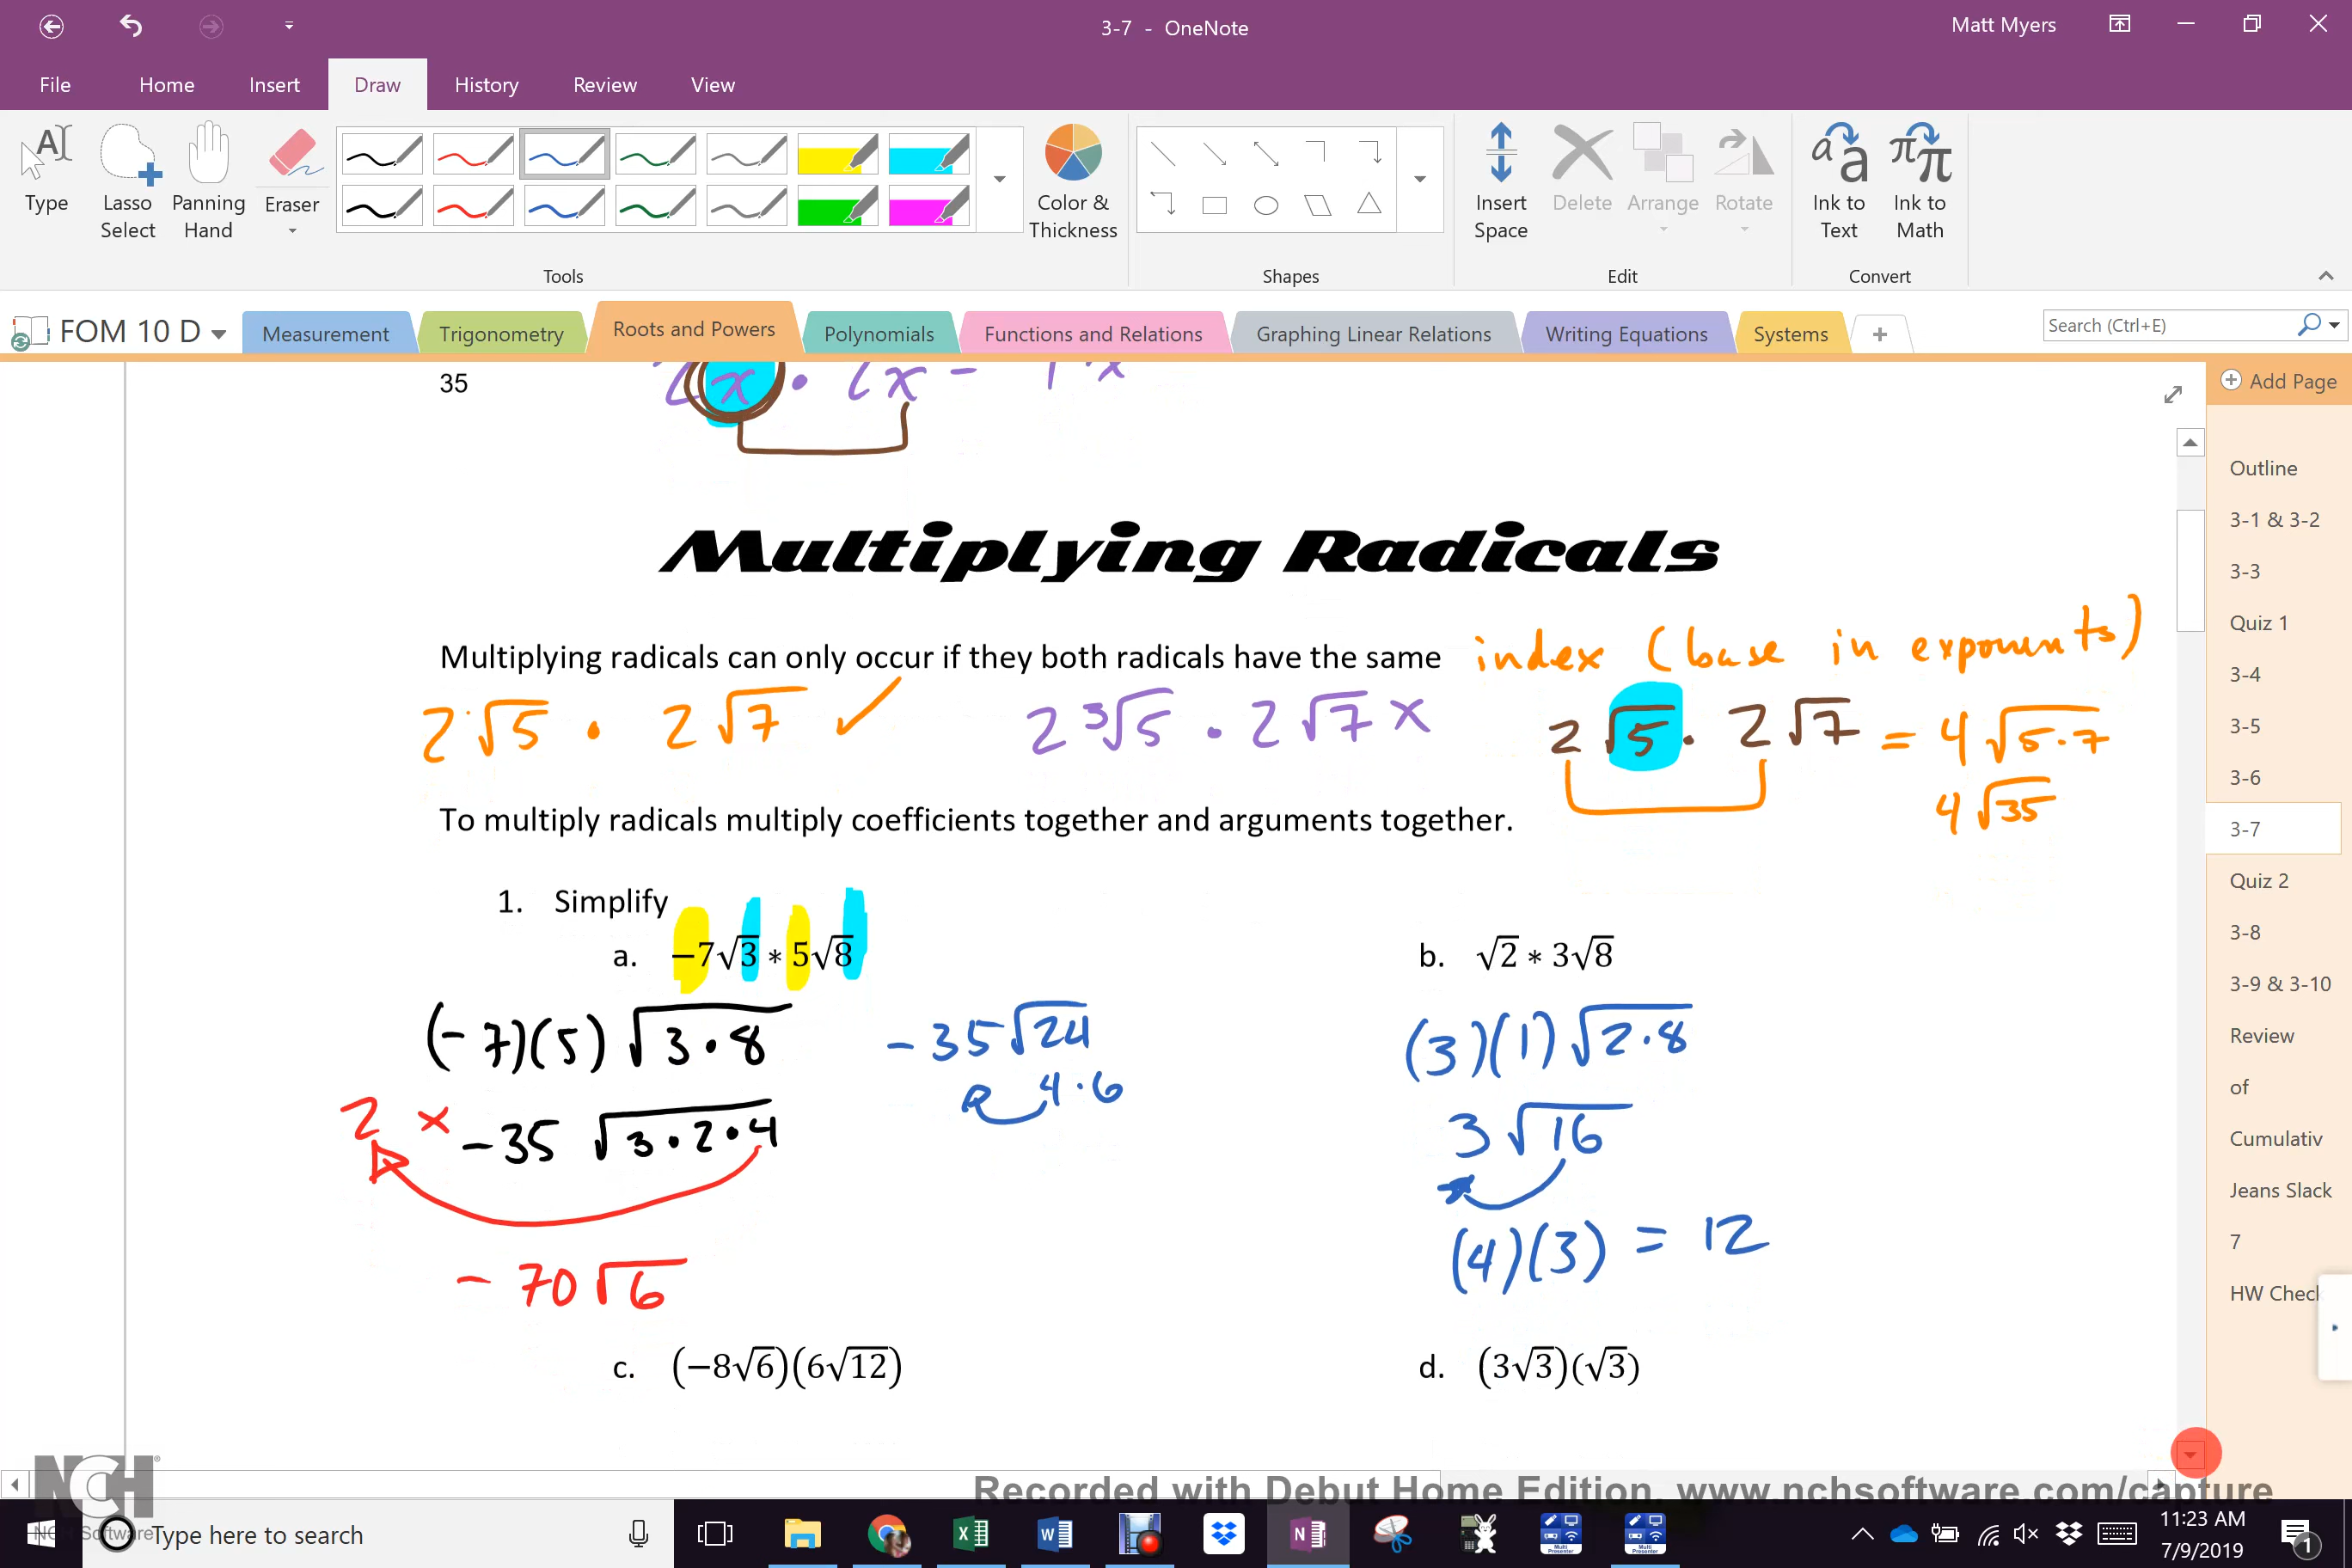 3-7 - OneNote
Matt Myers
File Home Insert Draw History Review View
Type
Lasso Select
Panning Hand
Eraser
Color & Thickness
Insert Space
Delete
Arrange
Rotate
Ink to Text
Ink to Math
Tools Shapes Edit Convert
FOM 10 D Measurement Trigonometry Roots and Powers Polynomials Functions and Relations Graphing Linear Relations Writing Equations Systems +
Search (Ctrl+E)
Add Page
Outline
3-1 & 3-2
3-3
Quiz 1
3-4
3-5
3-6
3-7
Quiz 2
3-8
3-9 & 3-10
Review
of
Cumulativ
Jeans Slack
7
HW Check
35
2x · 2x =
Multiplying Radicals
Multiplying radicals can only occur if they both radicals have the same index (base in exponents)
2√5 · 2√7 ✓ 2 ³√5 · 2√7 x 2√5 · 2√7 = 4√5·7
4√35
To multiply radicals multiply coefficients together and arguments together.
1. Simplify
a. −7√3 ∗ 5√8
(-7)(5)√3·8 -35√24
4·6
2 x -35 √3·2·4
- 70√6
b. √2 ∗ 3√8
(3)(1)√2·8
3√16
(4)(3) = 12
c. (−8√6)(6√12)
d. (3√3)(√3)
NCH
NCH Software
Recorded with Debut Home Edition. www.nchsoftware.com/capture
Type here to search
11:23 AM
7/9/2019
1